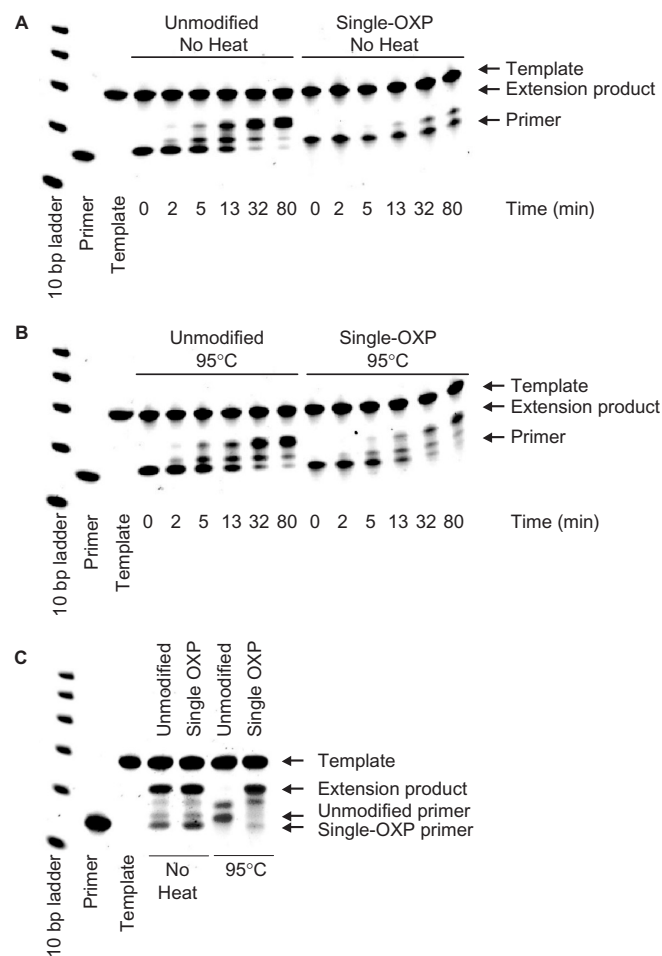 A
Unmodified
No Heat
Single-OXP
No Heat
Template
Extension product
Primer
10 bp ladder
Primer
Template
0 2 5 13 32 80 0 2 5 13 32 80
Time (min)
B
Unmodified
95°C
Single-OXP
95°C
Template
Extension product
Primer
10 bp ladder
Primer
Template
0 2 5 13 32 80 0 2 5 13 32 80
Time (min)
C
Unmodified
Single OXP
Unmodified
Single OXP
Template
Extension product
Unmodified primer
Single-OXP primer
10 bp ladder
Primer
Template
No
Heat
95°C